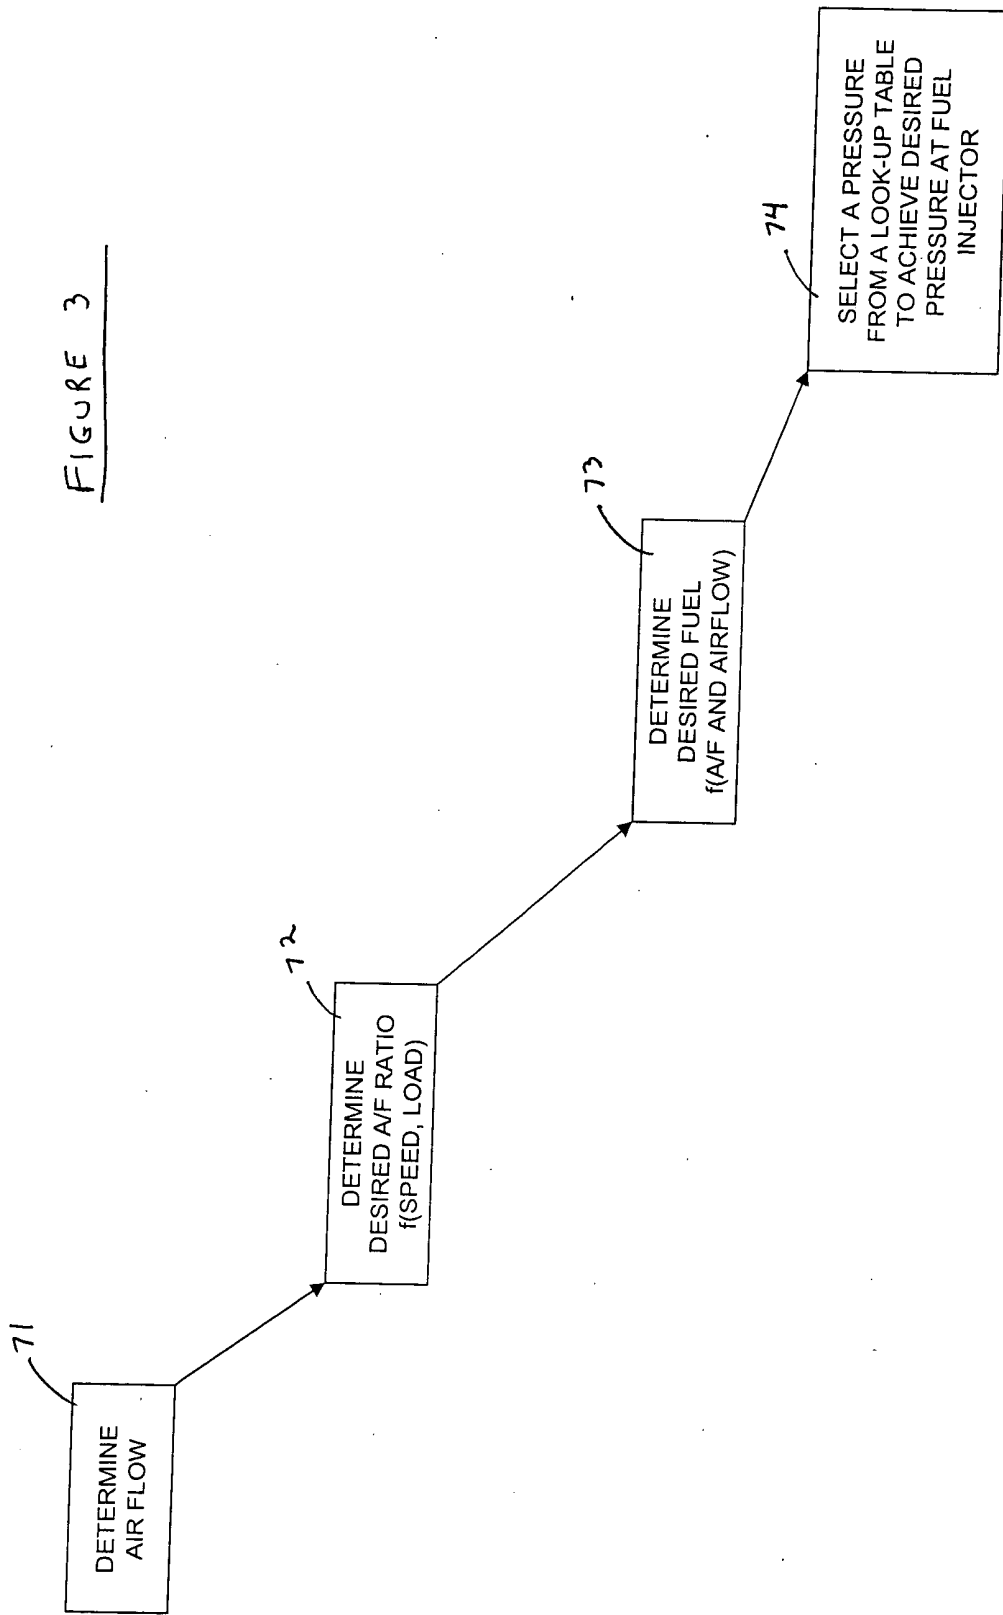 FIGURE 3
71
DETERMINE
AIR FLOW
72
DETERMINE
DESIRED A/F RATIO
f(SPEED, LOAD)
73
DETERMINE
DESIRED FUEL
f(A/F AND AIRFLOW)
74
SELECT A PRESSURE
FROM A LOOK-UP TABLE
TO ACHIEVE DESIRED
PRESSURE AT FUEL
INJECTOR